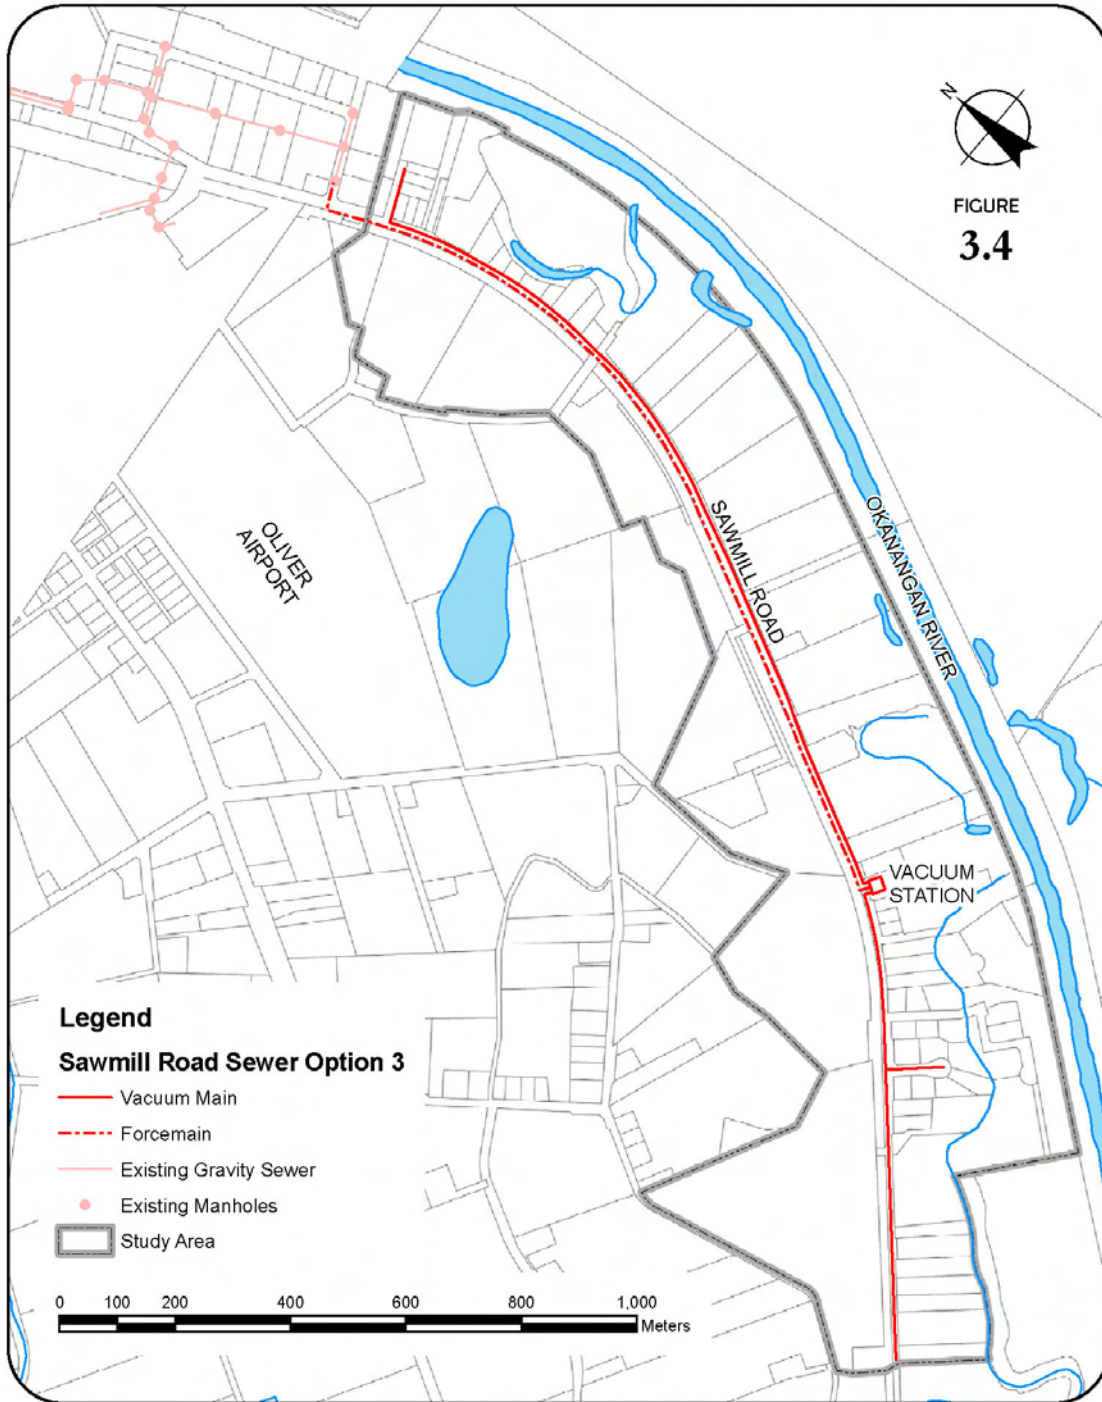 N
FIGURE
3.4
OLIVER
AIRPORT
SAWMILL ROAD
OKANANGAN RIVER
VACUUM
STATION
Legend
Sawmill Road Sewer Option 3
Vacuum Main
Forcemain
Existing Gravity Sewer
Existing Manholes
Study Area
0 100 200 400 600 800 1,000
Meters